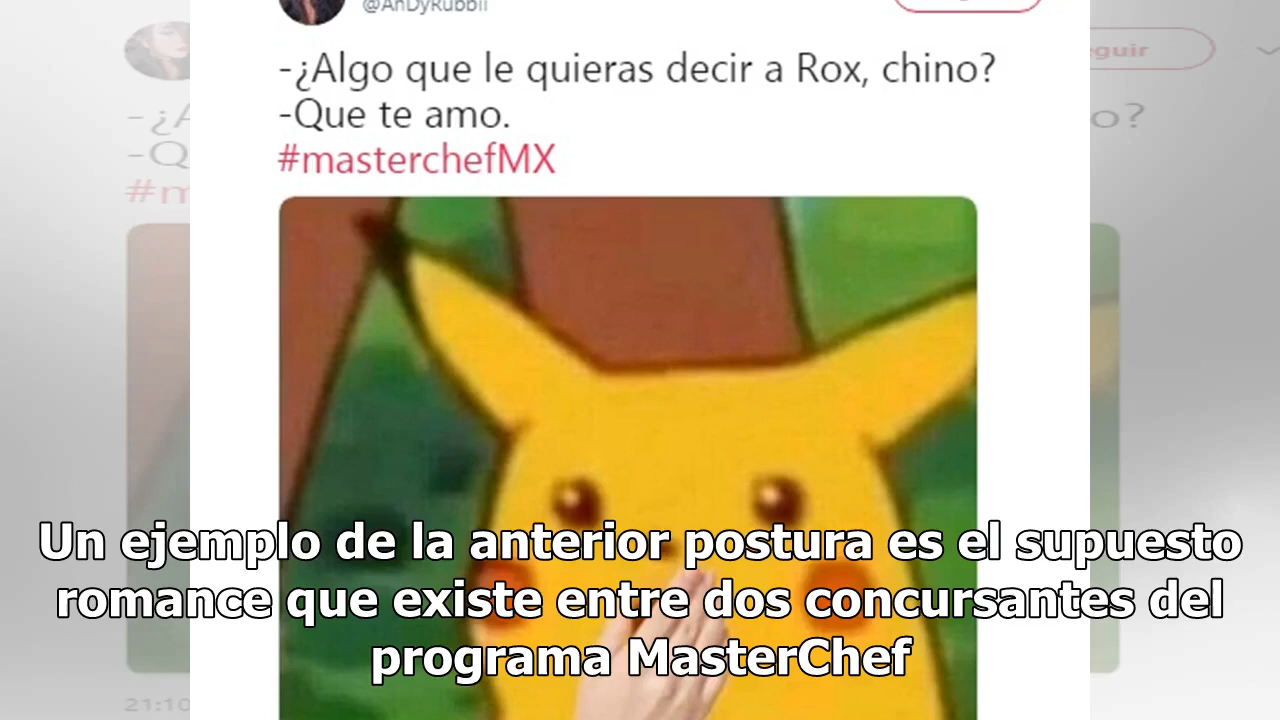 @AnDyRubbii
-¿Algo que le quieras decir a Rox, chino?
-Que te amo.
#masterchefMX
Un ejemplo de la anterior postura es el supuesto
romance que existe entre dos concursantes del
programa MasterChef